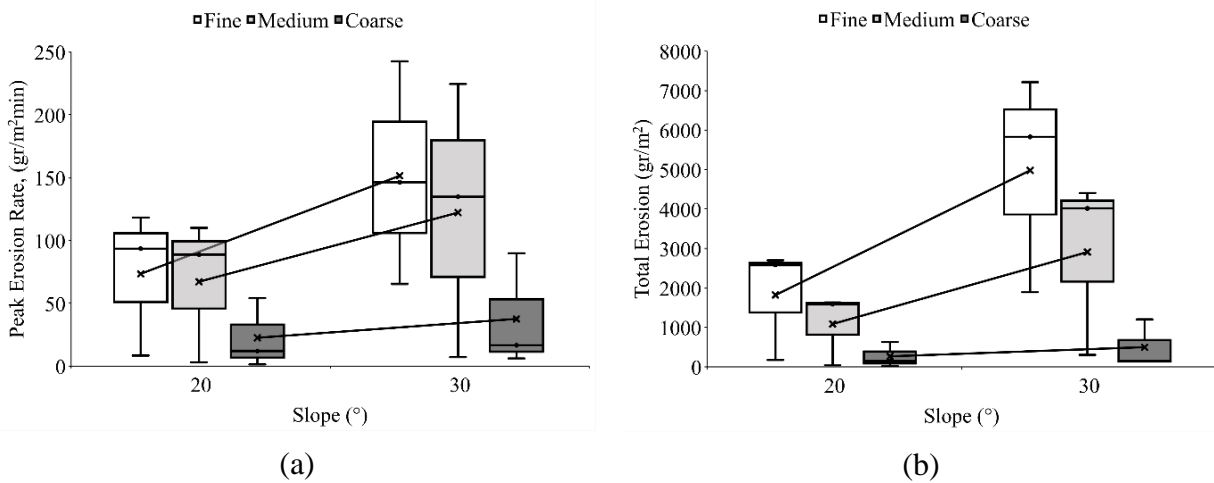 Fine Medium Coarse
Peak Erosion Rate, (gr/m²min)
250
200
150
100
50
0
20 30
Slope (°)
(a)
Fine Medium Coarse
Total Erosion (gr/m²)
8000
7000
6000
5000
4000
3000
2000
1000
0
20 30
Slope (°)
(b)